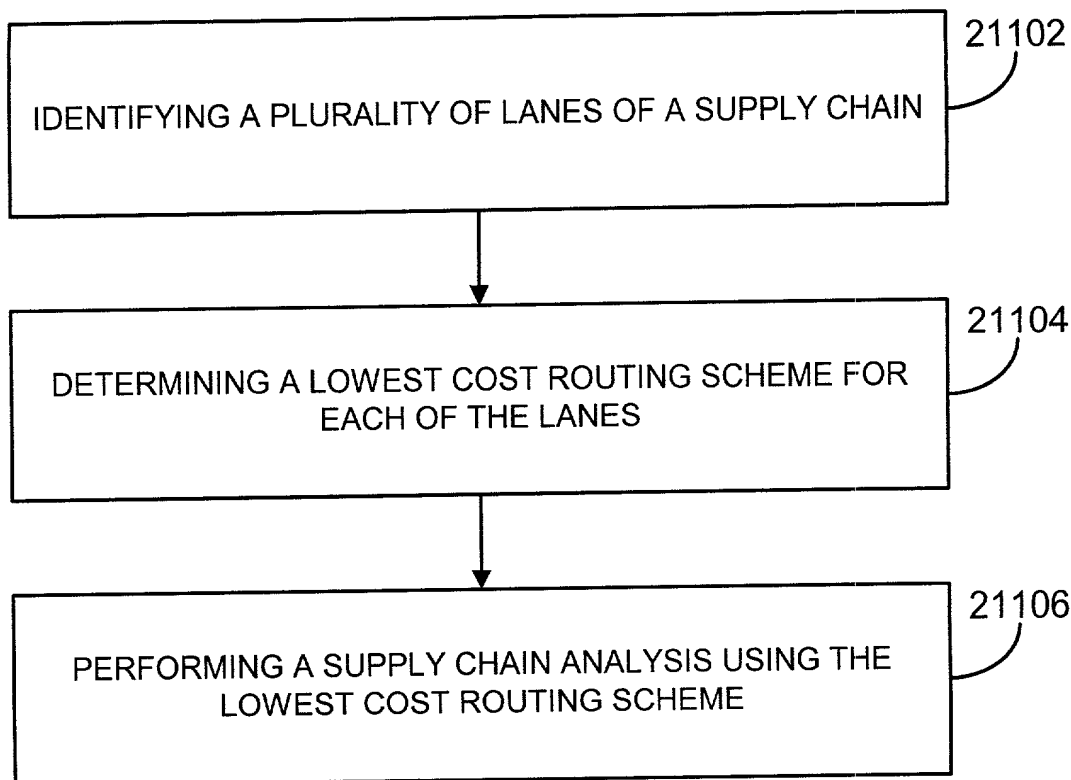 21102
IDENTIFYING A PLURALITY OF LANES OF A SUPPLY CHAIN
21104
DETERMINING A LOWEST COST ROUTING SCHEME FOR
EACH OF THE LANES
21106
PERFORMING A SUPPLY CHAIN ANALYSIS USING THE
LOWEST COST ROUTING SCHEME